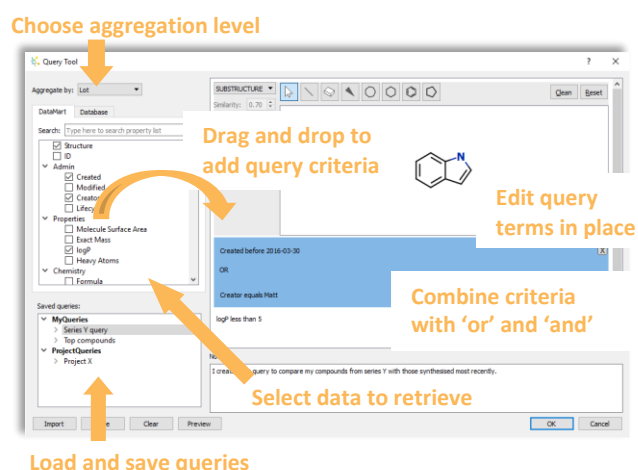 Choose aggregation level
Query Tool
? X
Aggregate by: Lot
SUBSTRUCTURE
Clean Reset
Similarity: 0.70
DataMart Database
Search: Type here to search property list
Drag and drop to
add query criteria
Structure
ID
Admin
Created
Modified
Creator
Properties
Molecule Surface Area
Exact Mass
logP
Heavy Atoms
Chemistry
Formula
N
Edit query
terms in place
Created before 2016-03-30
X
OR
Creator equals Matt
Combine criteria
with ‘or’ and ‘and’
logP less than 5
Saved queries:
MyQueries
Series Y query
Top compounds
ProjectQueries
Project X
query to compare my compounds from series Y with those synthesised most recently.
Select data to retrieve
Import Clear Preview OK Cancel
Load and save queries